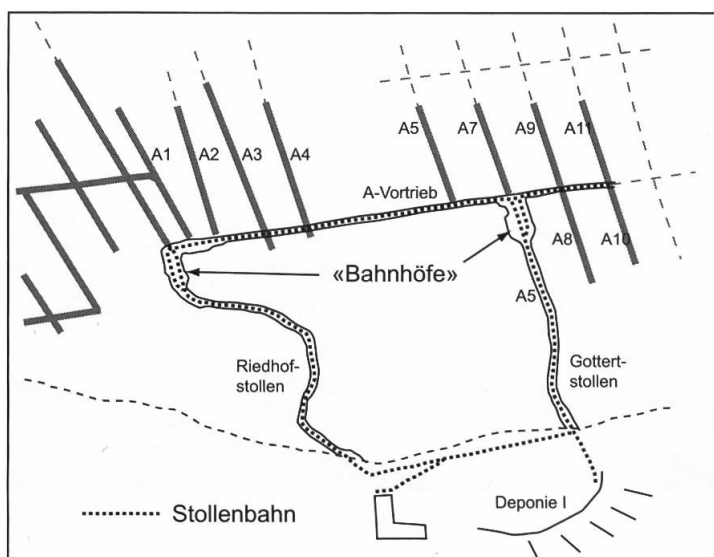 A1
A2
A3
A4
A5
A7
A9
A11
A-Vortrieb
A8
A10
«Bahnhöfe»
A5
Riedhof-
stollen
Gottert-
stollen
Stollenbahn
Deponie I